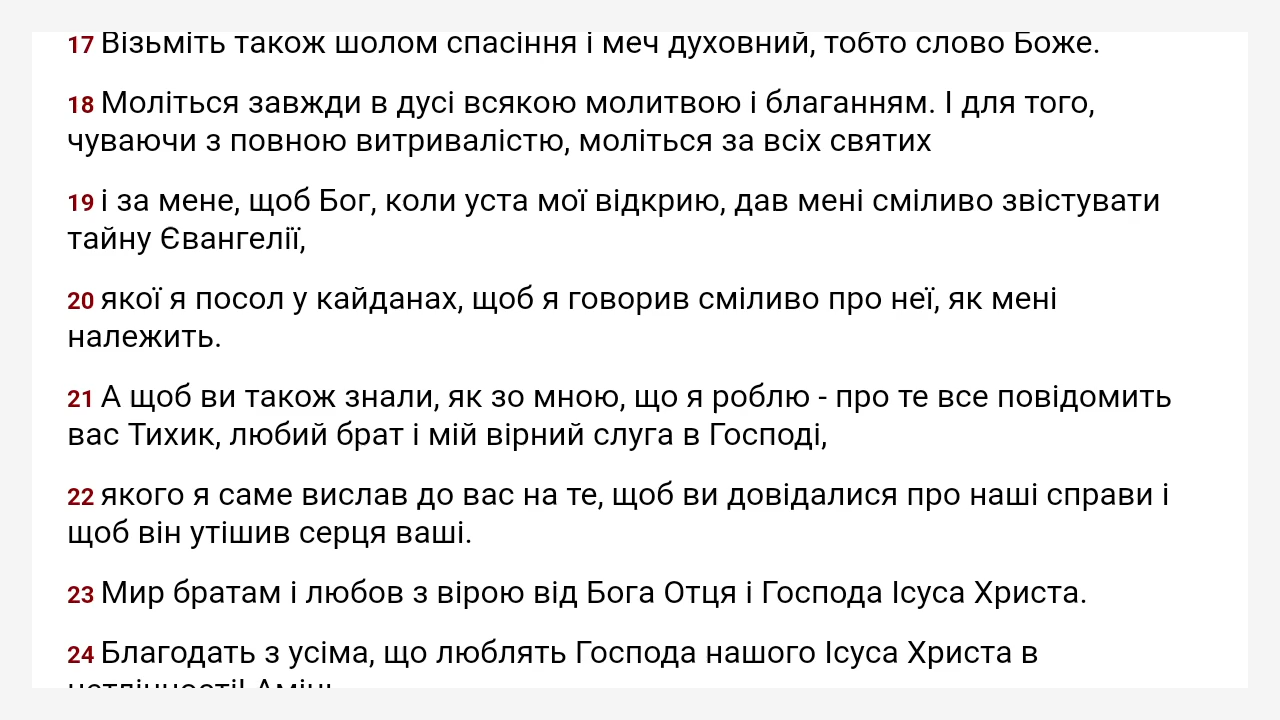 17 Візьміть також шолом спасіння і меч духовний, тобто слово Боже.
18 Моліться завжди в дусі всякою молитвою і благанням. І для того,
чуваючи з повною витривалістю, моліться за всіх святих
19 і за мене, щоб Бог, коли уста мої відкрию, дав мені сміливо звістувати
тайну Євангелії,
20 якої я посол у кайданах, щоб я говорив сміливо про неї, як мені
належить.
21 А щоб ви також знали, як зо мною, що я роблю - про те все повідомить
вас Тихик, любий брат і мій вірний слуга в Господі,
22 якого я саме вислав до вас на те, щоб ви довідалися про наші справи і
щоб він утішив серця ваші.
23 Мир братам і любов з вірою від Бога Отця і Господа Ісуса Христа.
24 Благодать з усіма, що люблять Господа нашого Ісуса Христа в